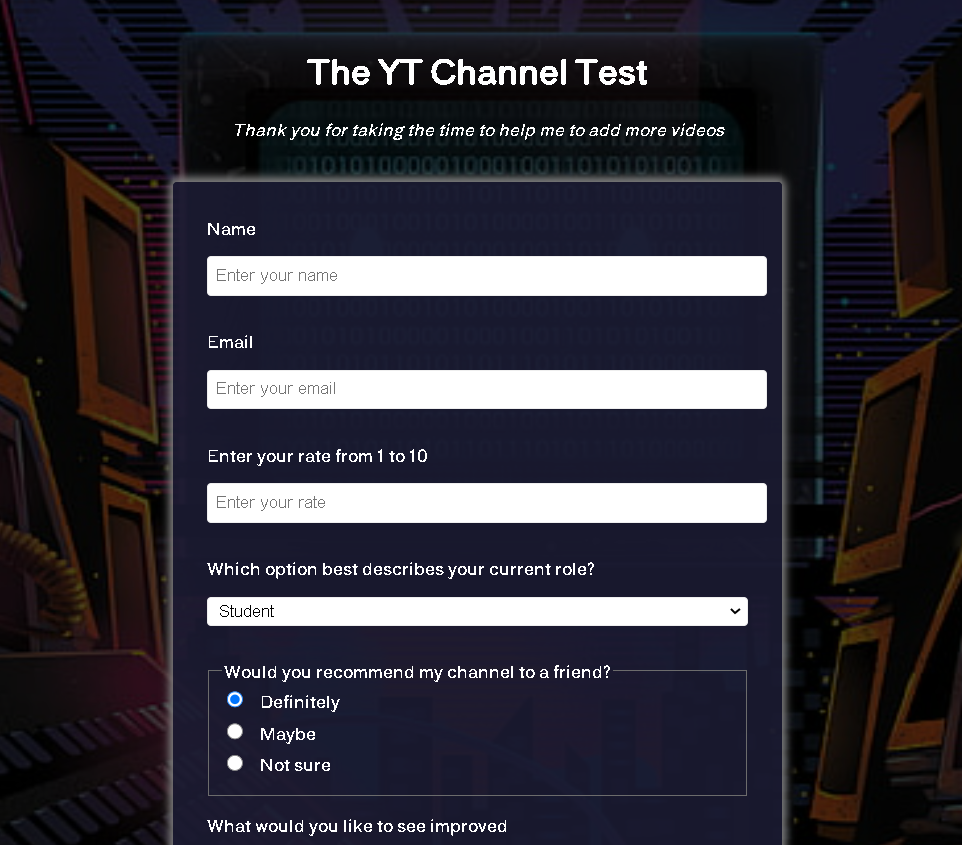 The YT Channel Test
Thank you for taking the time to help me to add more videos
Name
Enter your name
Email
Enter your email
Enter your rate from 1 to 10
Enter your rate
Which option best describes your current role?
Student
Would you recommend my channel to a friend?
Definitely
Maybe
Not sure
What would you like to see improved